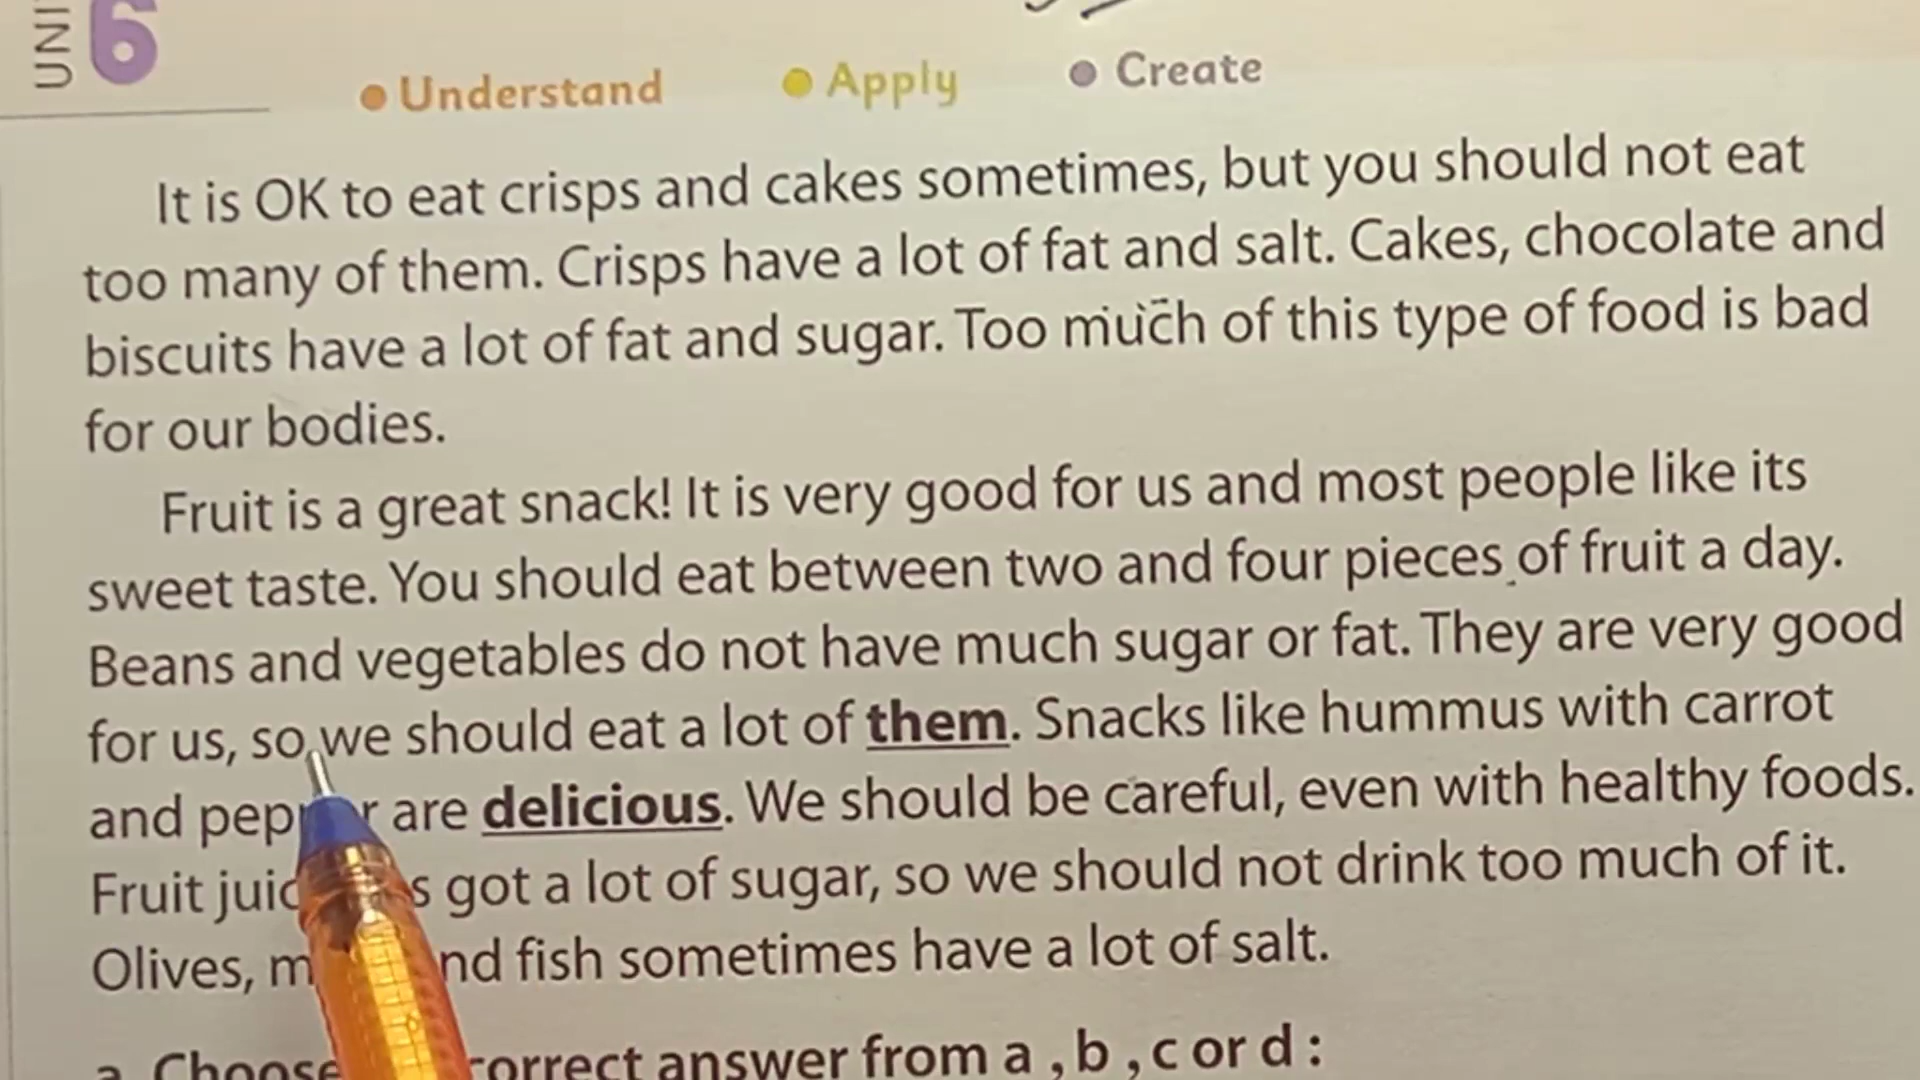 UNI 6
Understand Apply Create
It is OK to eat crisps and cakes sometimes, but you should not eat
too many of them. Crisps have a lot of fat and salt. Cakes, chocolate and
biscuits have a lot of fat and sugar. Too much of this type of food is bad
for our bodies.
Fruit is a great snack! It is very good for us and most people like its
sweet taste. You should eat between two and four pieces of fruit a day.
Beans and vegetables do not have much sugar or fat. They are very good
for us, so we should eat a lot of them. Snacks like hummus with carrot
and are delicious. We should be careful, even with healthy foods.
Fruit got a lot of sugar, so we should not drink too much of it.
Olives, fish sometimes have a lot of salt.
a. Choose correct answer from a , b , c or d :